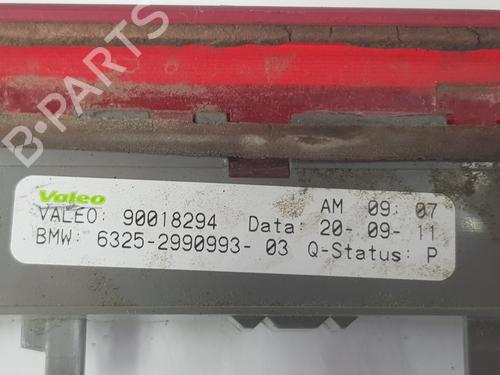 B-PARTS
Valeo
AM 09: 07
VALEO: 90018294 Data: 20- 09- 11
BMW: 6325-2990993- 03 Q-Status: P